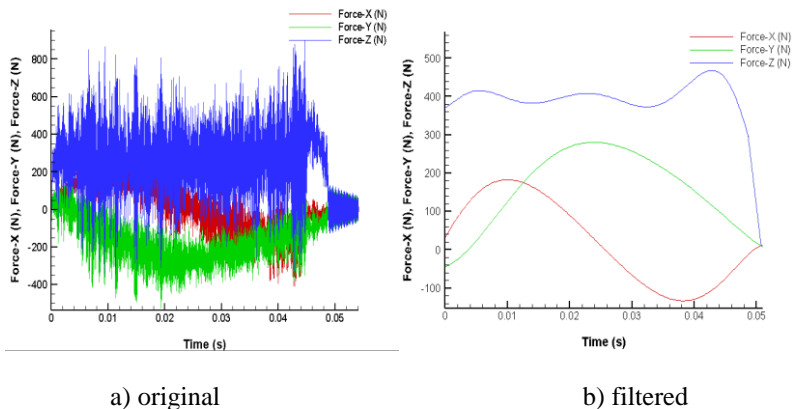 Force-X (N)
Force-Y (N)
Force-Z (N)
Force-X (N), Force-Y (N), Force-Z (N)
800
600
400
200
0
-200
-400
0
0.01
0.02
0.03
0.04
0.05
Time (s)
a) original
Force-X (N)
Force-Y (N)
Force-Z (N)
Force-X (N), Force-Y (N), Force-Z (N)
500
400
300
200
100
0
-100
0
0.01
0.02
0.03
0.04
0.05
Time (s)
b) filtered